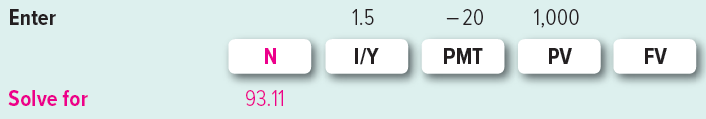 Enter 1.5 –20 1,000
N I/Y PMT PV FV
Solve for 93.11